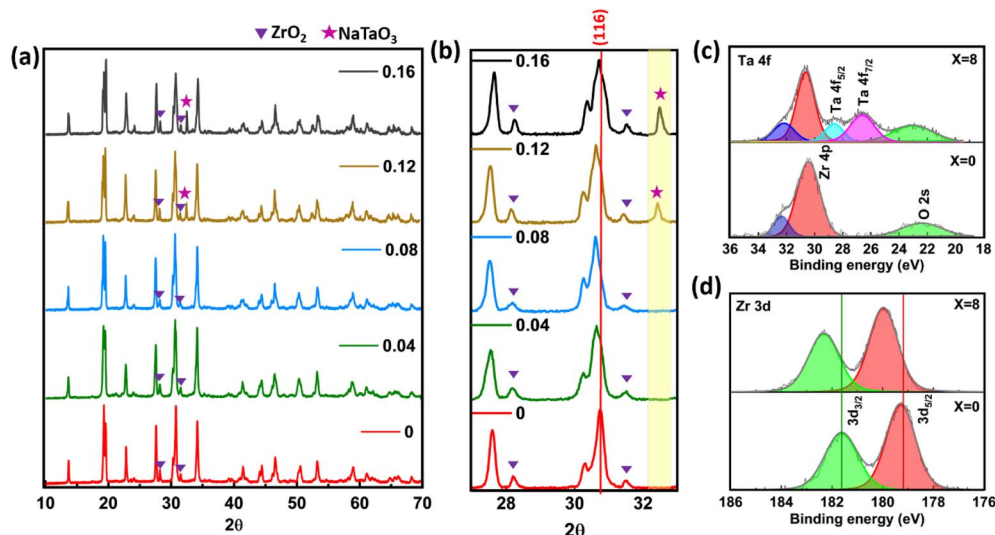 ▼ ZrO₂ ★ NaTaO₃
(a)
0.16
0.12
0.08
0.04
0
10 20 30 40 50 60 70
2θ
(b)
(116)
0.16
0.12
0.08
0.04
0
28 30 32
2θ
(c)
Ta 4f
X=8
Ta 4f5/2
Ta 4f7/2
Zr 4p
X=0
O 2s
36 34 32 30 28 26 24 22 20 18
Binding energy (eV)
(d)
Zr 3d
X=8
3d3/2
3d5/2
X=0
186 184 182 180 178 176
Binding energy (eV)